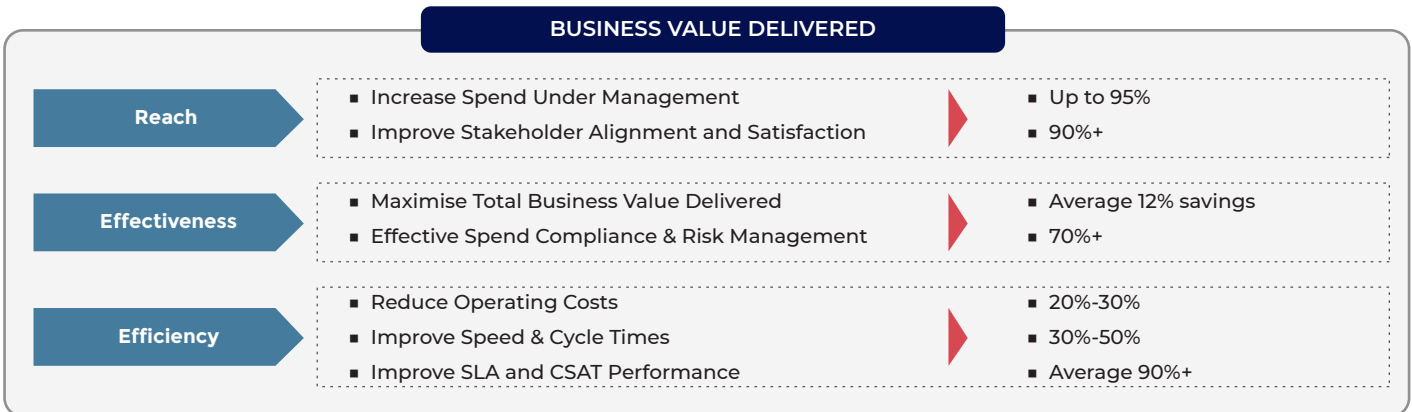 BUSINESS VALUE DELIVERED
Reach
▪ Increase Spend Under Management
▪ Improve Stakeholder Alignment and Satisfaction
▪ Up to 95%
▪ 90%+
Effectiveness
▪ Maximise Total Business Value Delivered
▪ Effective Spend Compliance & Risk Management
▪ Average 12% savings
▪ 70%+
Efficiency
▪ Reduce Operating Costs
▪ Improve Speed & Cycle Times
▪ Improve SLA and CSAT Performance
▪ 20%-30%
▪ 30%-50%
▪ Average 90%+